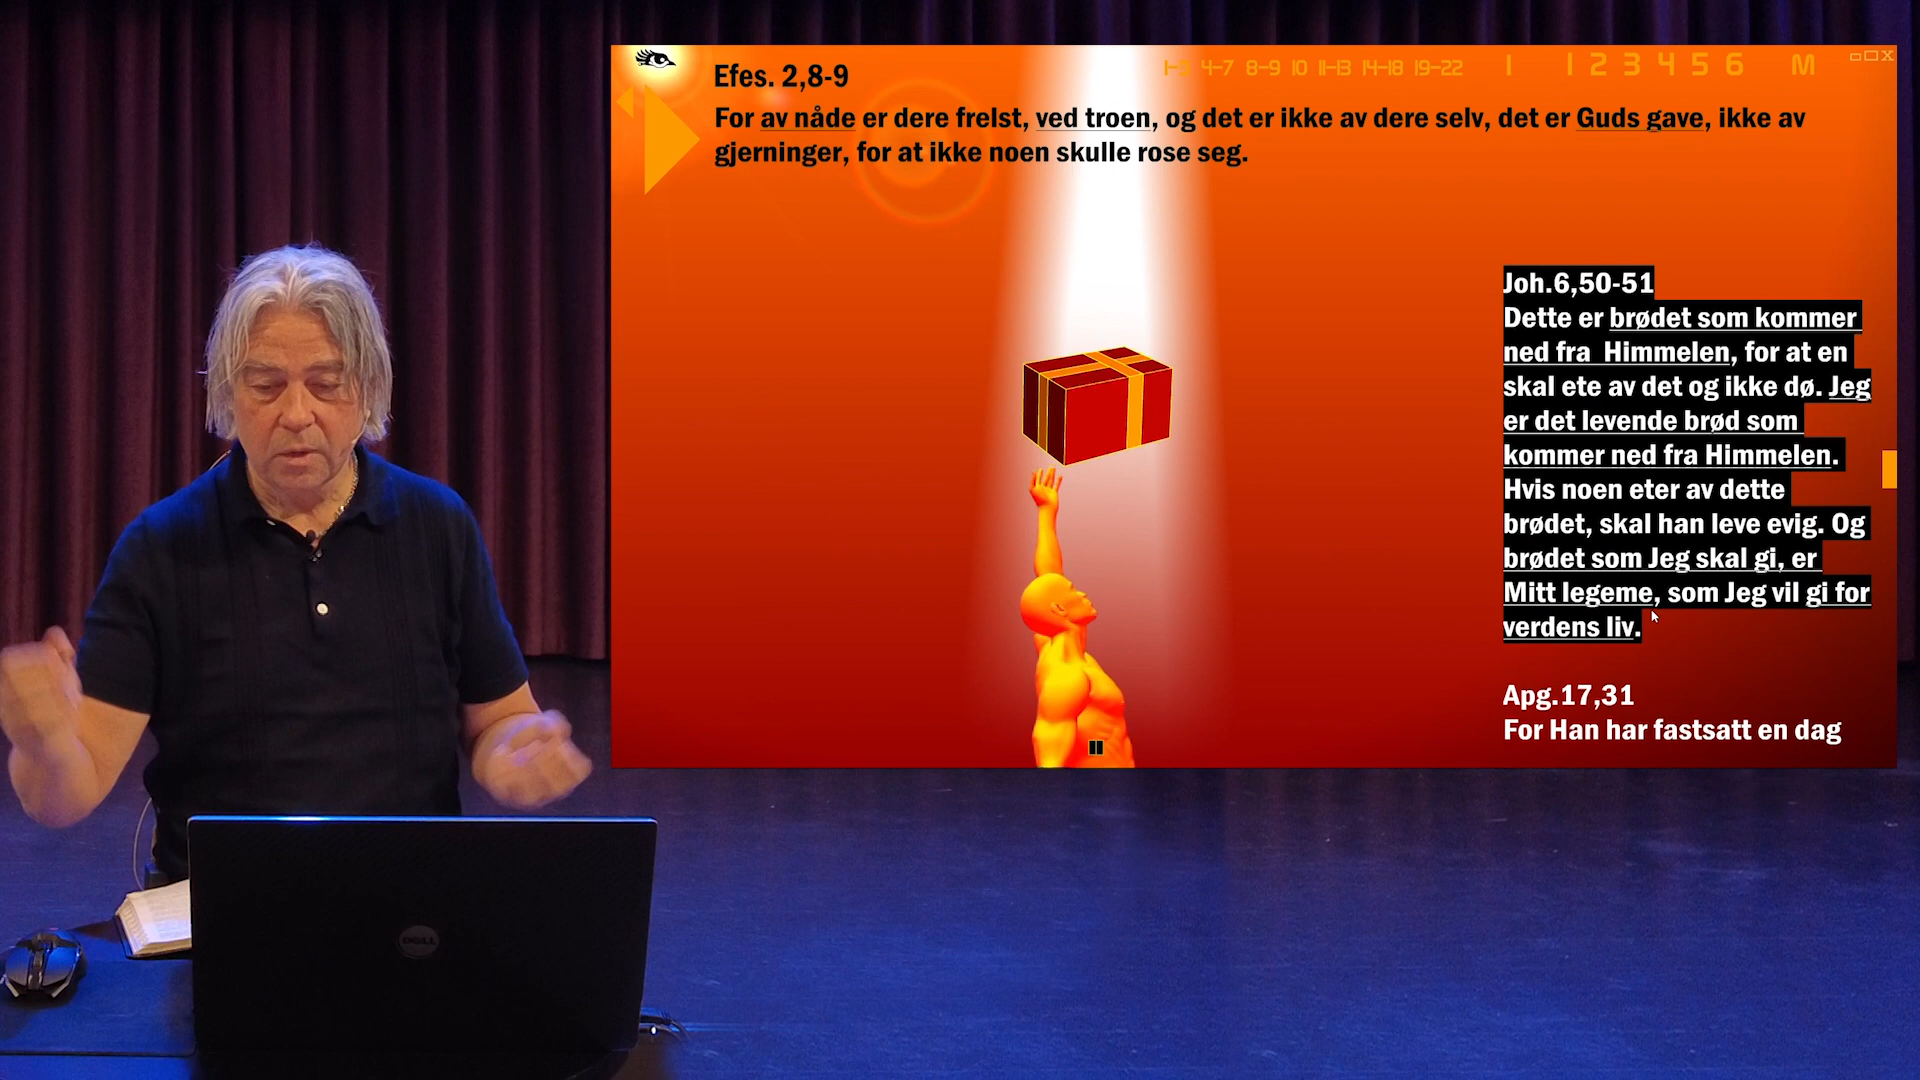 Efes. 2,8-9
For av nåde er dere frelst, ved troen, og det er ikke av dere selv, det er Guds gave, ikke av
gjerninger, for at ikke noen skulle rose seg.
1-3 4-7 8-9 10 11-13 14-18 19-22 1 1 2 3 4 5 6 M X
Joh.6,50-51
Dette er brødet som kommer
ned fra Himmelen, for at en
skal ete av det og ikke dø. Jeg
er det levende brød som
kommer ned fra Himmelen.
Hvis noen eter av dette
brødet, skal han leve evig. Og
brødet som Jeg skal gi, er
Mitt legeme, som Jeg vil gi for
verdens liv.
Apg.17,31
For Han har fastsatt en dag
DELL